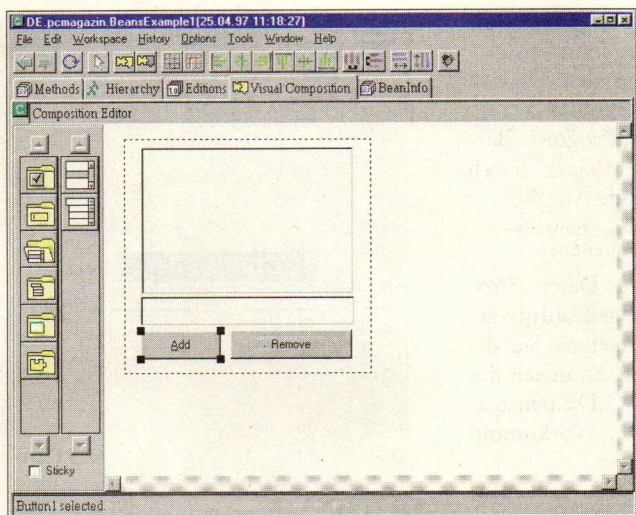 DE.pcmagazin.BeansExample1(25.04.97 11:18:27)
File Edit Workspace History Options Tools Window Help
Methods Hierarchy Editions Visual Composition BeanInfo
Composition Editor
Add Remove
Sticky
Button1 selected.